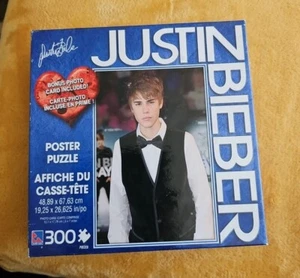 JUSTIN
BIEBER
BONUS PHOTO
CARD INCLUDED!
CARTE-PHOTO
INCLUSE EN PRIME!
POSTER
PUZZLE
AFFICHE DU
CASSE-TÊTE
48,89 x 67.63 cm
19,25 x 26,625 in/po
300